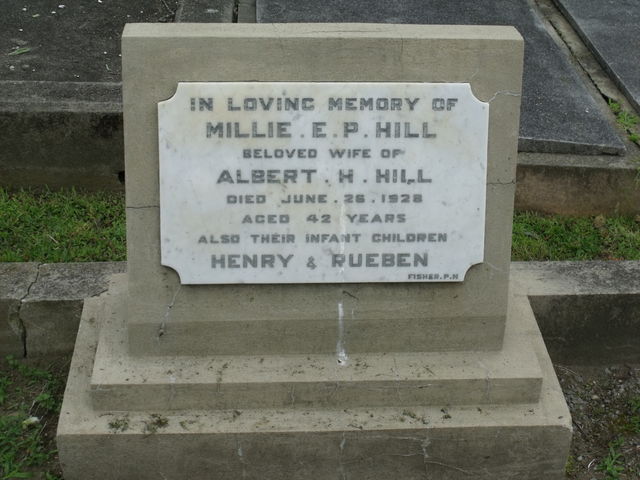 IN LOVING MEMORY OF
MILLIE. E. P. HILL
BELOVED WIFE OF
ALBERT. H. HILL
DIED JUNE. 26. 1928
AGED 42 YEARS
ALSO THEIR INFANT CHILDREN
HENRY & RUEBEN
FISHER. P. N